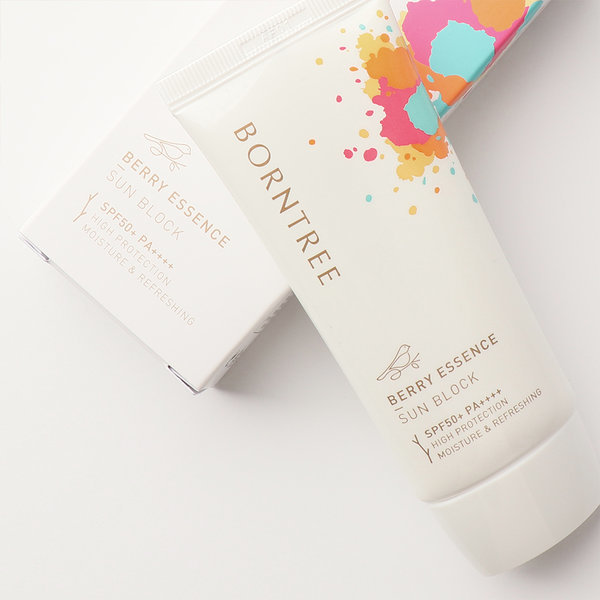 BERRY ESSENCE
SUN BLOCK
SPF50+ PA++++
HIGH PROTECTION
MOISTURE & REFRESHING
BORNTREE
BERRY ESSENCE
SUN BLOCK
SPF50+ PA++++
HIGH PROTECTION
MOISTURE & REFRESHING